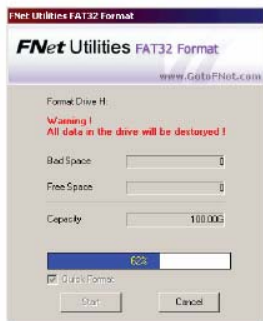 FNet Utilities FAT32 Format
FNet Utilities FAT32 Format
www.GotoFNet.com
Format Drive H:
Warning !
All data in the drive will be destoryed !
Bad Space 0
Free Space 0
Capacity 100.00G
62%
Quick Format
Start Cancel